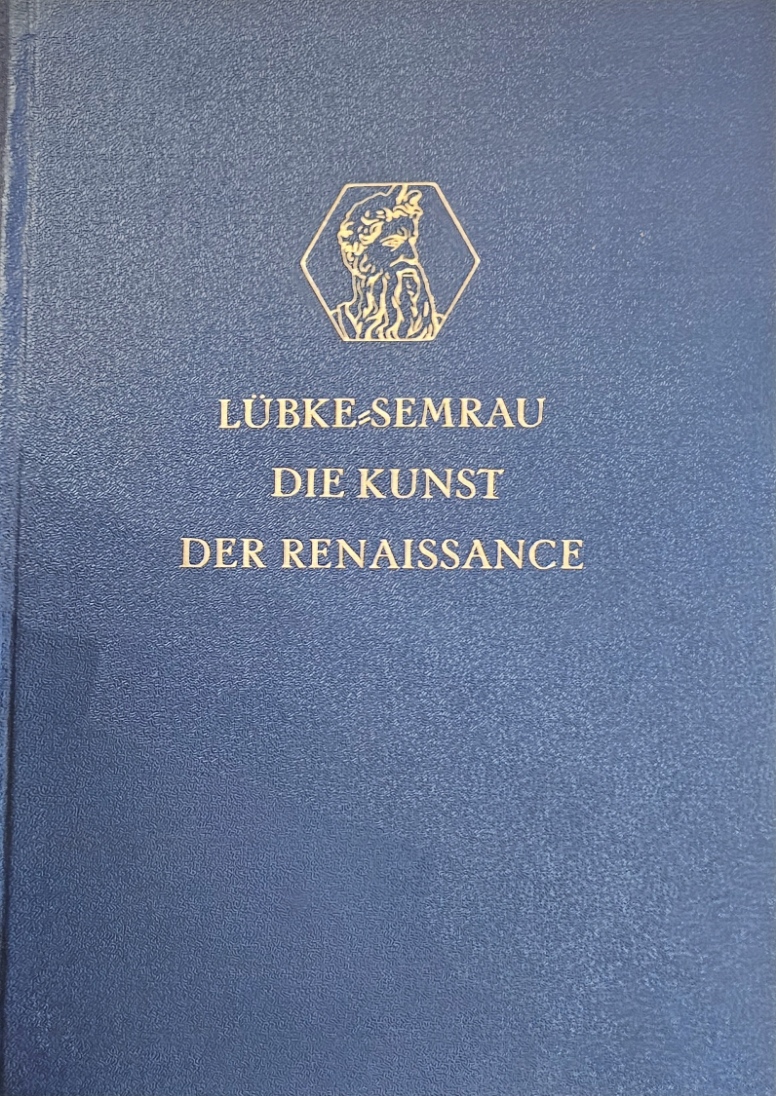 LÜBKE=SEMRAU
DIE KUNST
DER RENAISSANCE